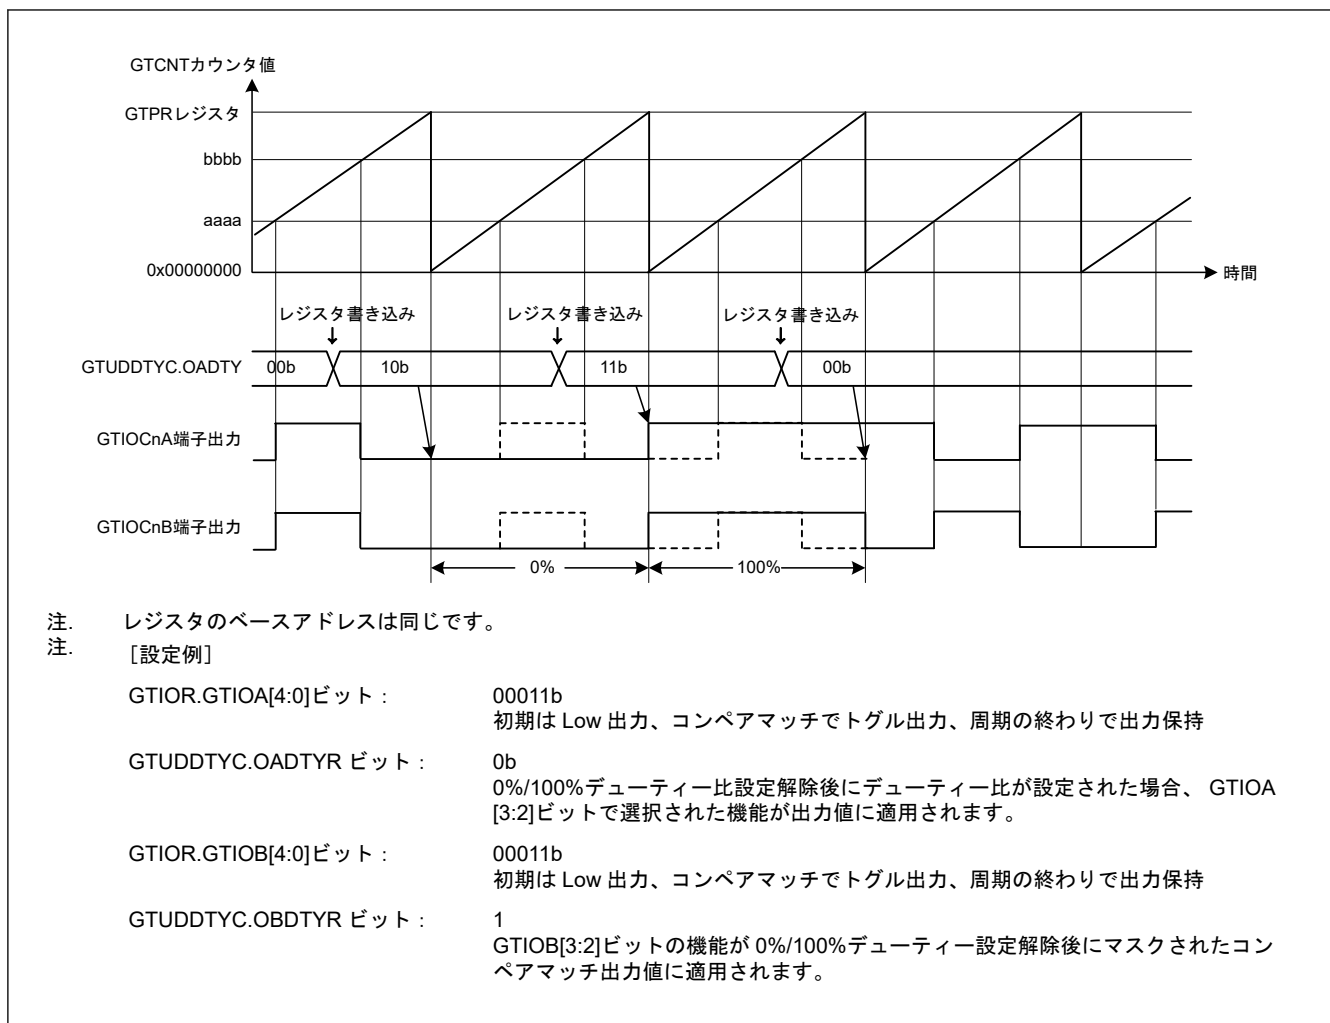 GTCNTカウンタ値
GTPRレジスタ
bbbb
aaaa
0x00000000
時間
レジスタ書き込み レジスタ書き込み レジスタ書き込み
GTUDDTYC.OADTY 00b 10b 11b 00b
GTIOCnA端子出力
GTIOCnB端子出力
0% 100%
注. レジスタのベースアドレスは同じです。
注. [設定例]
GTIOR.GTIOA[4:0]ビット： 00011b
初期は Low 出力、コンペアマッチでトグル出力、周期の終わりで出力保持
GTUDDTYC.OADTYR ビット： 0b
0%/100%デューティー比設定解除後にデューティー比が設定された場合、 GTIOA
[3:2]ビットで選択された機能が出力値に適用されます。
GTIOR.GTIOB[4:0]ビット： 00011b
初期は Low 出力、コンペアマッチでトグル出力、周期の終わりで出力保持
GTUDDTYC.OBDTYR ビット： 1
GTIOB[3:2]ビットの機能が 0%/100%デューティー設定解除後にマスクされたコン
ペアマッチ出力値に適用されます。